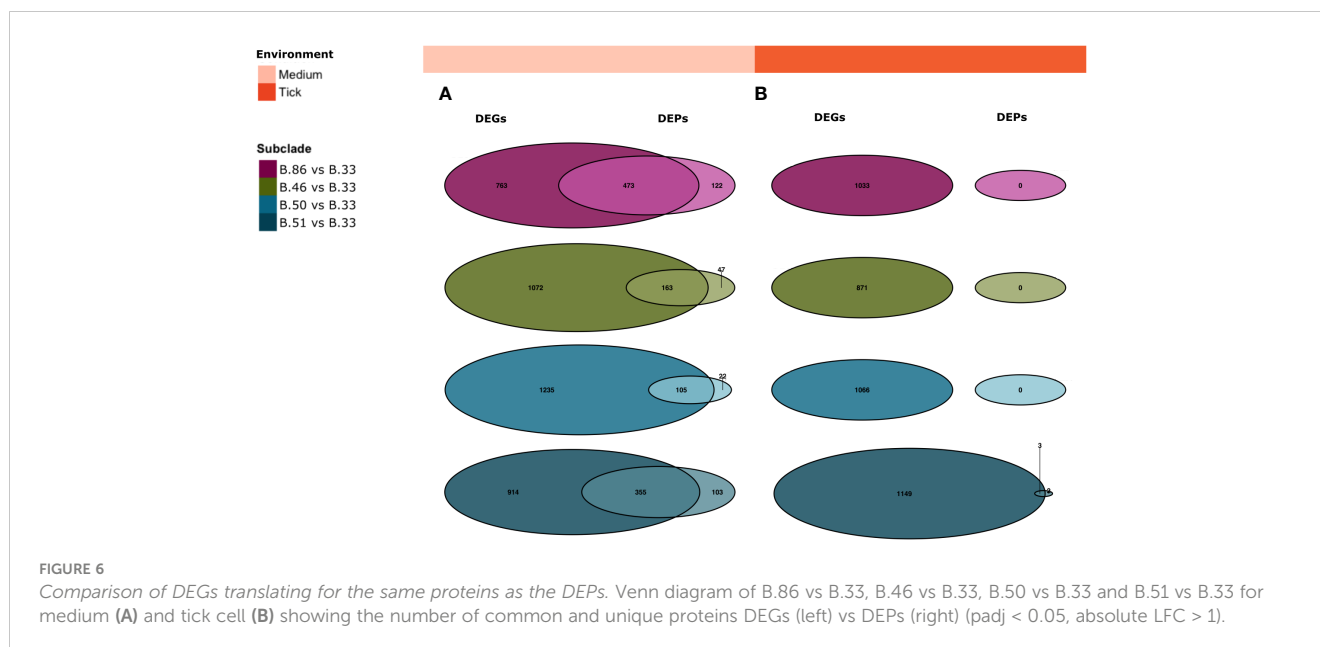 Environment
Medium
Tick
A
B
DEGs
DEPs
DEGs
DEPs
Subclade
B.86 vs B.33
B.46 vs B.33
B.50 vs B.33
B.51 vs B.33
763
473
122
1033
0
1072
163
47
871
0
1235
105
22
1066
0
914
355
103
1149
3
FIGURE 6
Comparison of DEGs translating for the same proteins as the DEPs. Venn diagram of B.86 vs B.33, B.46 vs B.33, B.50 vs B.33 and B.51 vs B.33 for
medium (A) and tick cell (B) showing the number of common and unique proteins DEGs (left) vs DEPs (right) (padj < 0.05, absolute LFC > 1).